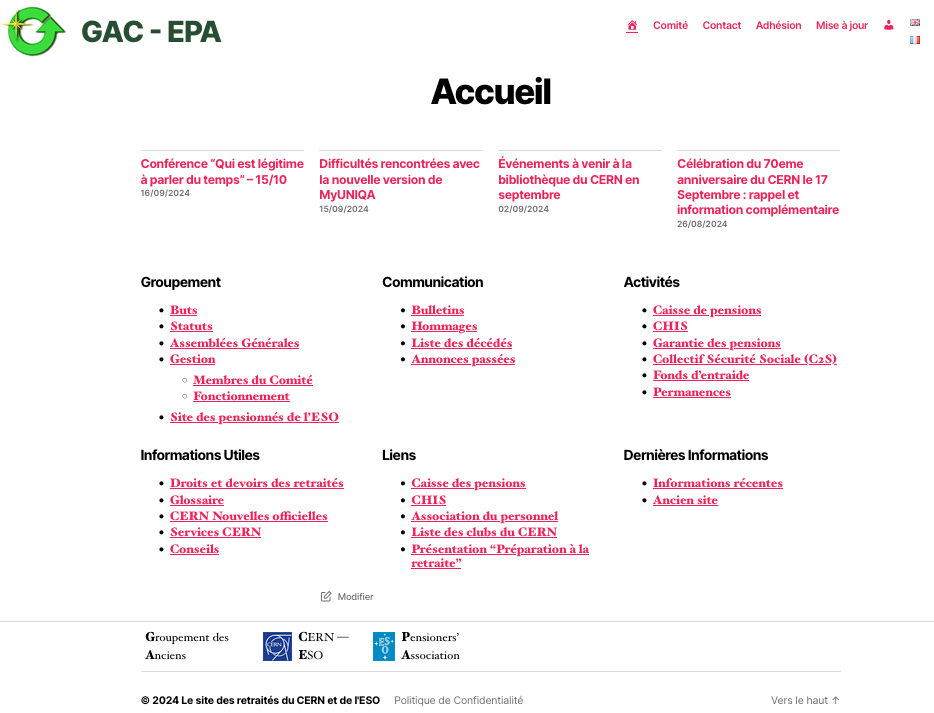 GAC - EPA
Comité Contact Adhésion Mise à jour
Accueil
Conférence “Qui est légitime
à parler du temps” – 15/10
16/09/2024
Difficultés rencontrées avec
la nouvelle version de
MyUNIQA
15/09/2024
Événements à venir à la
bibliothèque du CERN en
septembre
02/09/2024
Célébration du 70eme
anniversaire du CERN le 17
Septembre : rappel et
information complémentaire
26/08/2024
Groupement
Buts
Statuts
Assemblées Générales
Gestion
Membres du Comité
Fonctionnement
Site des pensionnés de l’ESO
Communication
Bulletins
Hommages
Liste des décédés
Annonces passées
Activités
Caisse de pensions
CHIS
Garantie des pensions
Collectif Sécurité Sociale (C2S)
Fonds d’entraide
Permanences
Informations Utiles
Droits et devoirs des retraités
Glossaire
CERN Nouvelles officielles
Services CERN
Conseils
Liens
Caisse des pensions
CHIS
Association du personnel
Liste des clubs du CERN
Présentation “Préparation à la
retraite”
Dernières Informations
Informations récentes
Ancien site
Modifier
Groupement des
Anciens
CERN
CERN —
ESO
ESO
Pensioners’
Association
© 2024 Le site des retraités du CERN et de l'ESO Politique de Confidentialité Vers le haut ↑